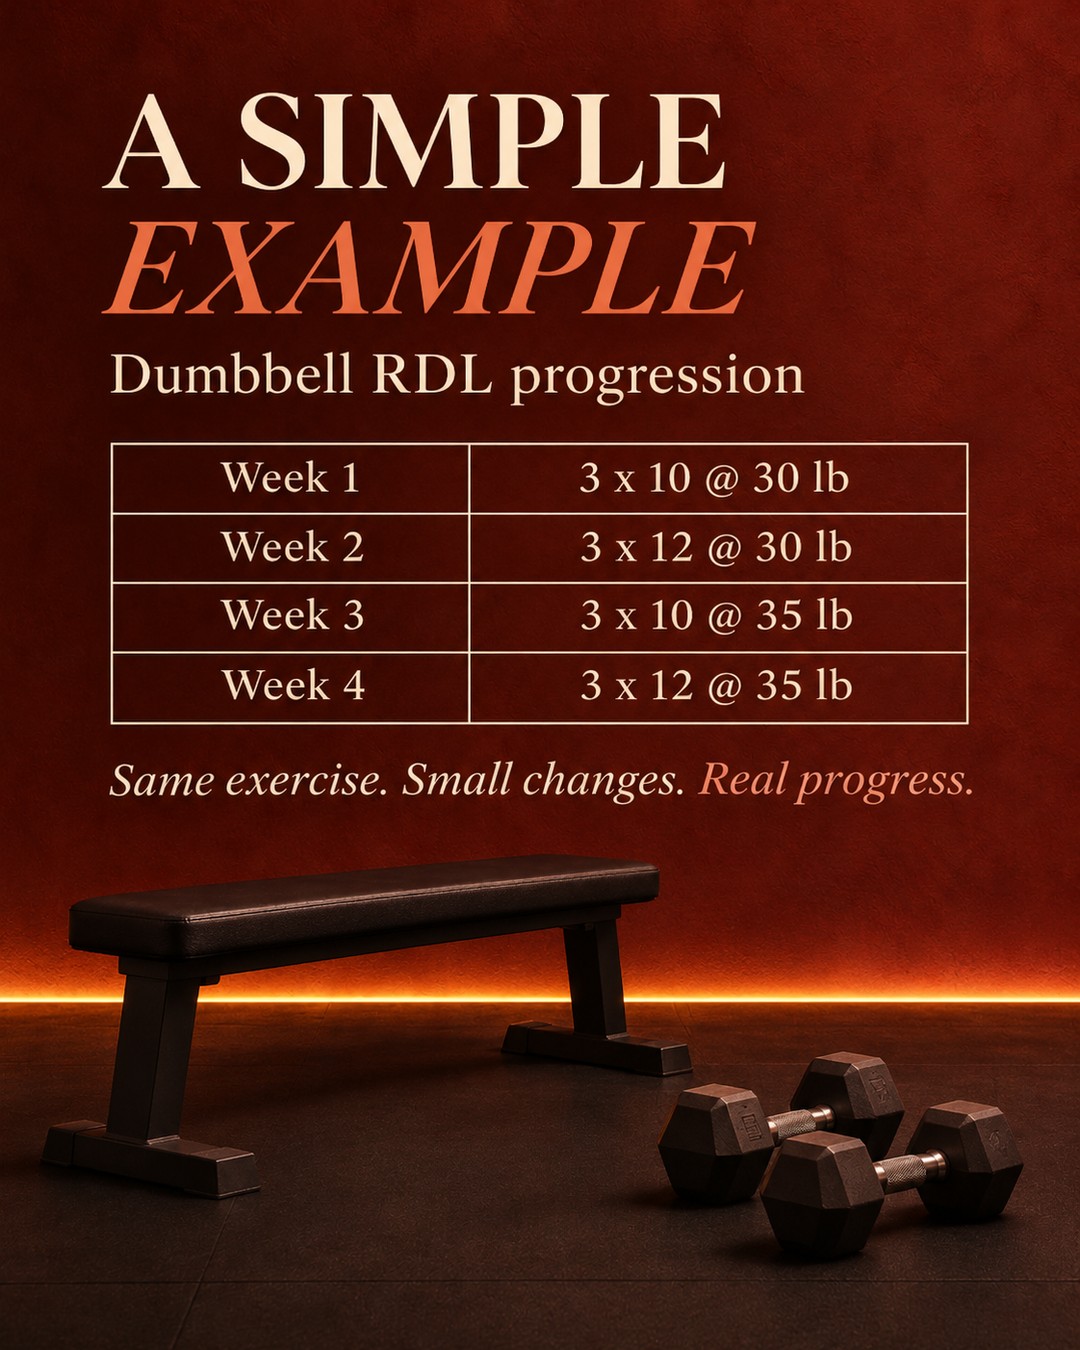 A SIMPLE
EXAMPLE
Dumbbell RDL progression
Week 1 3 x 10 @ 30 lb
Week 2 3 x 12 @ 30 lb
Week 3 3 x 10 @ 35 lb
Week 4 3 x 12 @ 35 lb
Same exercise. Small changes. Real progress.